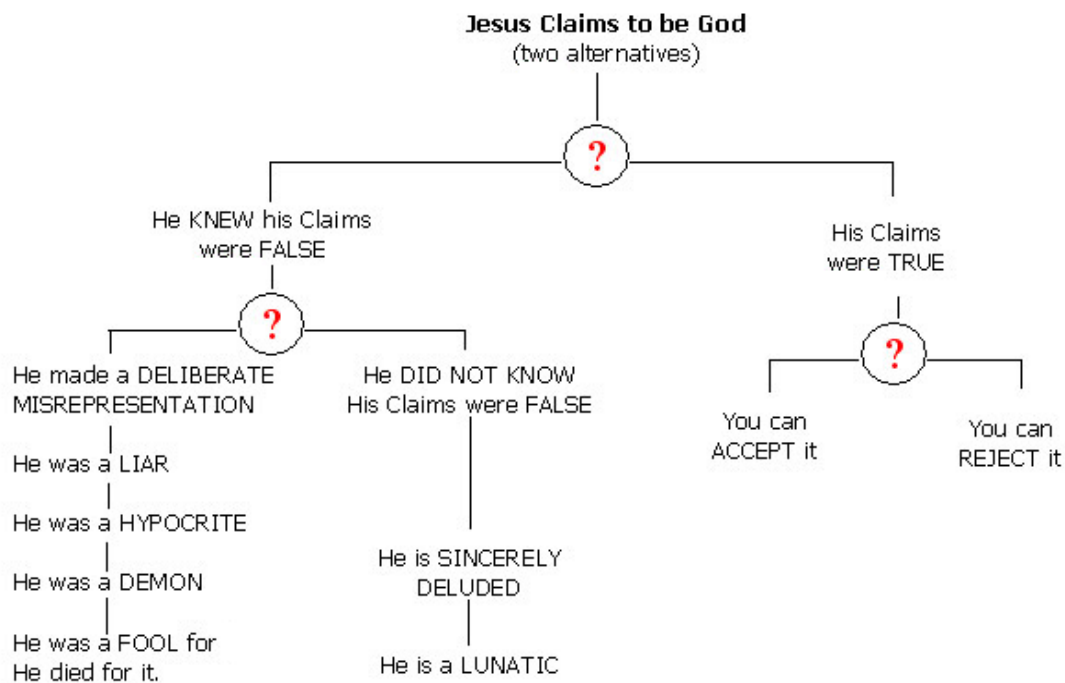 Jesus Claims to be God
(two alternatives)
?
He KNEW his Claims
were FALSE
His Claims
were TRUE
?
?
He made a DELIBERATE
MISREPRESENTATION
He DID NOT KNOW
His Claims were FALSE
You can
ACCEPT it
You can
REJECT it
He was a LIAR
He was a HYPOCRITE
He was a DEMON
He was a FOOL for
He died for it.
He is SINCERELY
DELUDED
He is a LUNATIC